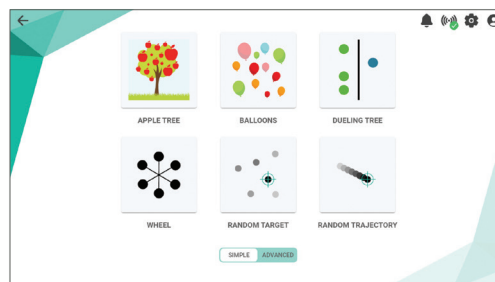 APPLE TREE
BALLOONS
DUELING TREE
WHEEL
RANDOM TARGET
RANDOM TRAJECTORY
SIMPLE ADVANCED